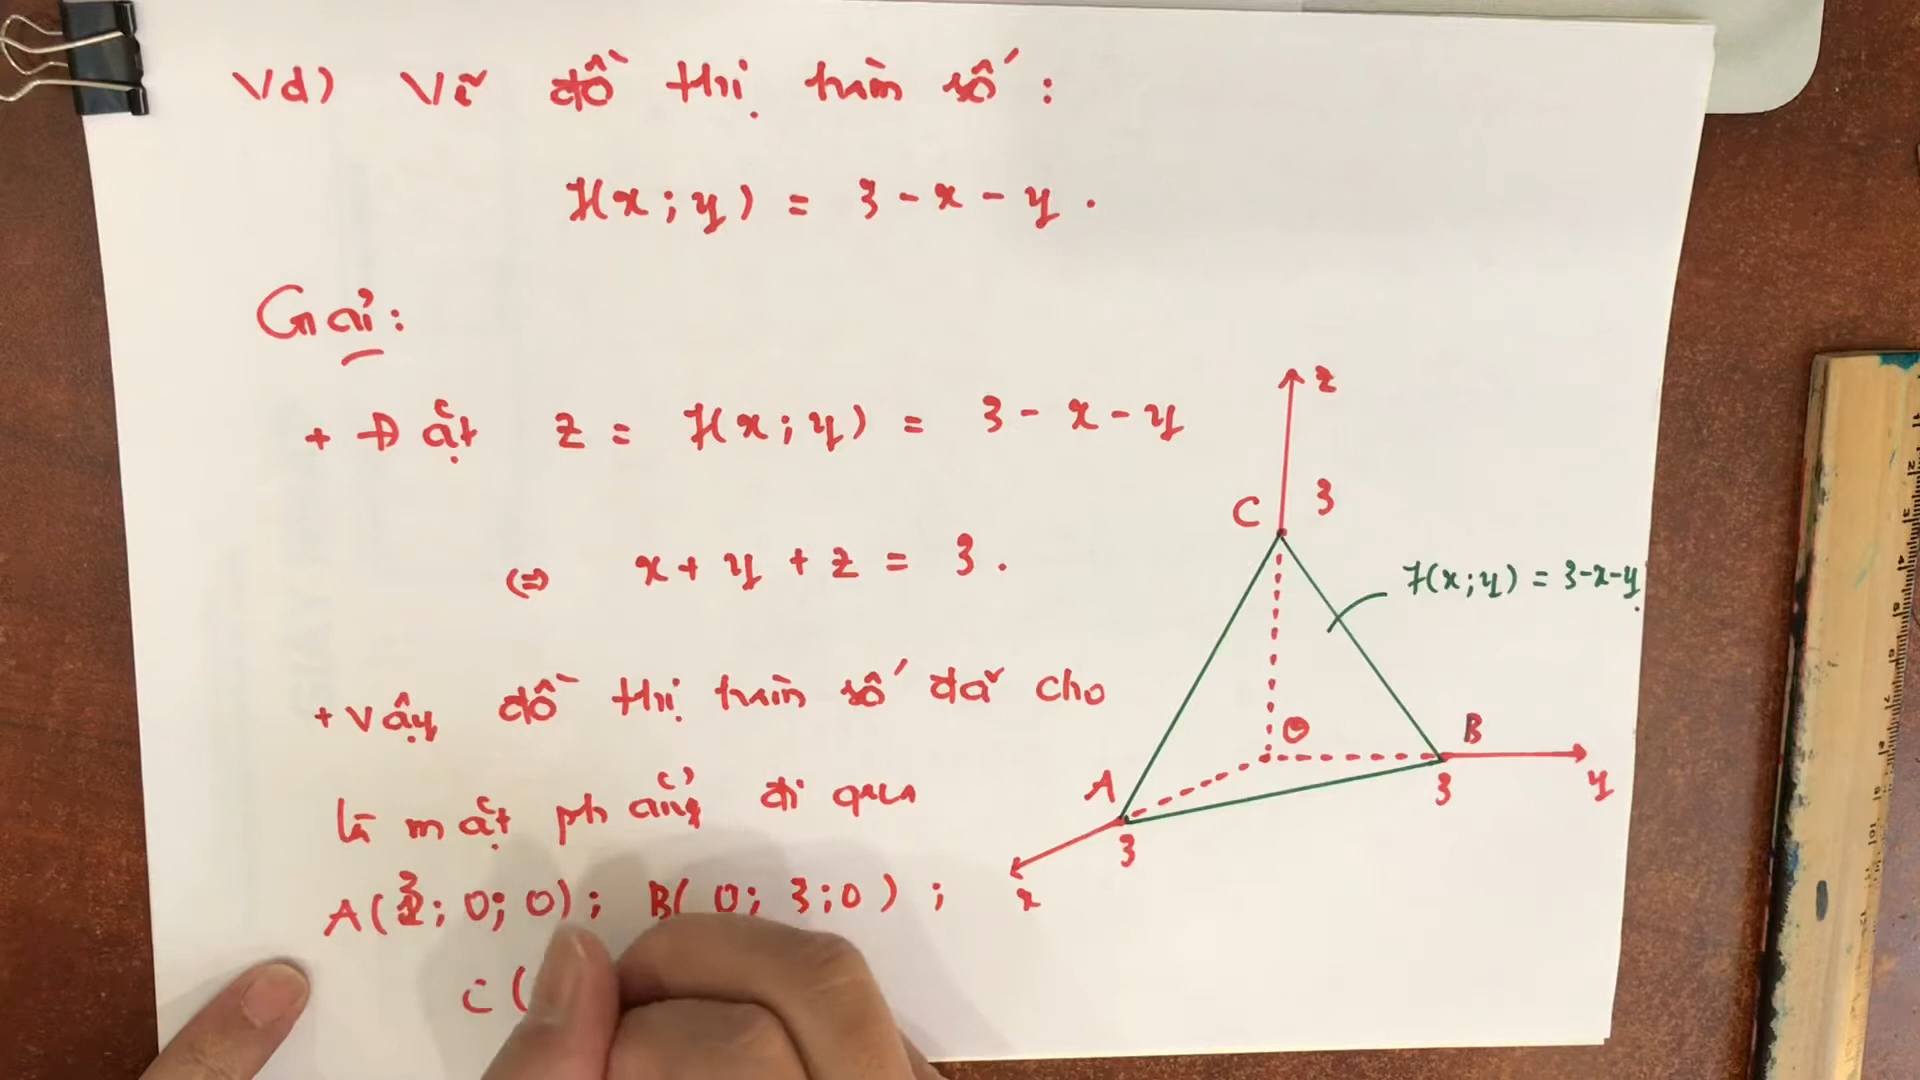 Vd) Vẽ đồ thị hàm số:
f(x;y) = 3-x-y.
Giải:
+ Đặt z = f(x;y) = 3-x-y
⇔ x+y+z = 3.
+ Vậy đồ thị hàm số đã cho
là mặt phẳng đi qua
A(3; 0; 0); B(0; 3; 0);
C(
z
C 3
f(x;y) = 3-x-y.
O
B
A
3
y
3
x